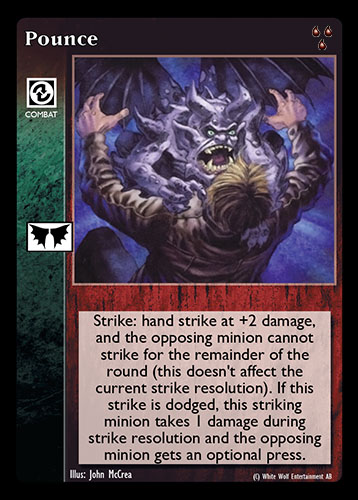 Pounce
COMBAT
Strike: hand strike at +2 damage,
and the opposing minion cannot
strike for the remainder of the
round (this doesn't affect the
current strike resolution). If this
strike is dodged, this striking
minion takes 1 damage during
strike resolution and the opposing
minion gets an optional press.
Illus: John McCrea
(C) White Wolf Entertainment AB